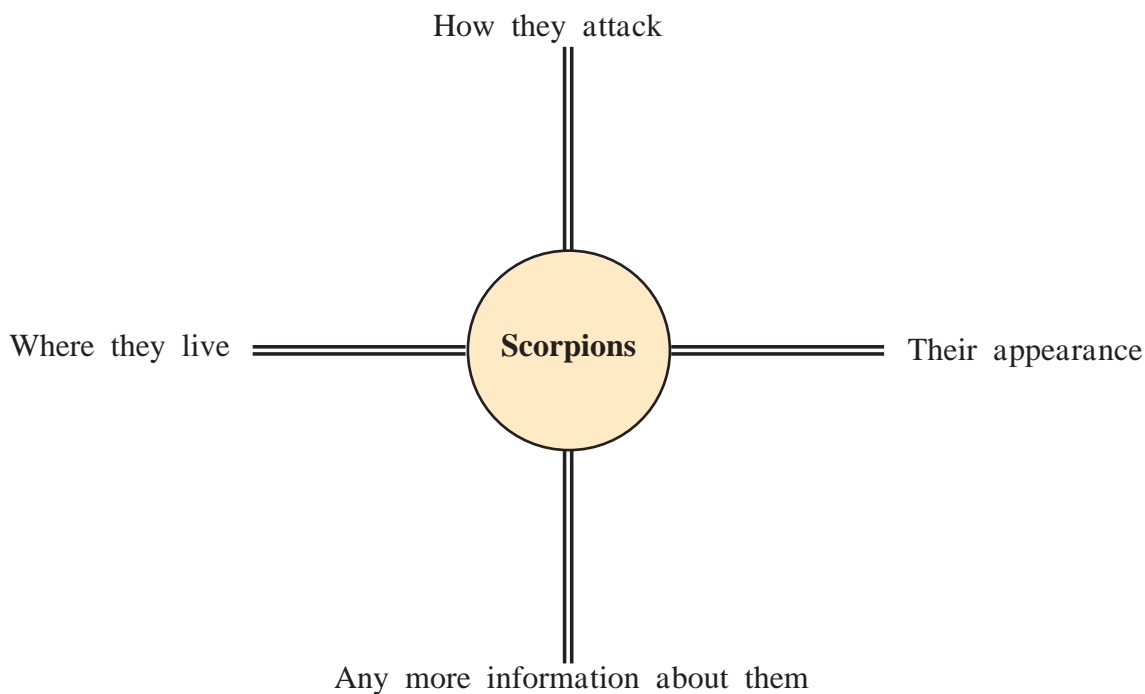 How they attack
Where they live
Scorpions
Their appearance
Any more information about them